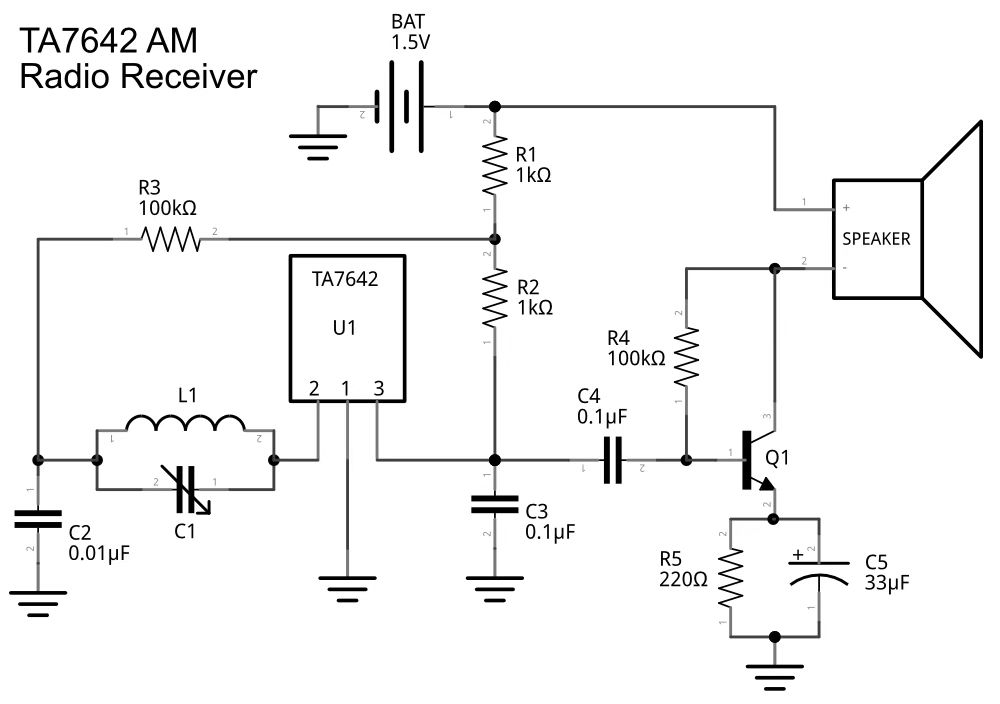 TA7642 AM
Radio Receiver
BAT
1.5V
2
1
2
R1
1kΩ
1
R3
100kΩ
1
2
1
+
SPEAKER
2
-
TA7642
U1
2
1
3
2
R2
1kΩ
1
2
R4
100kΩ
1
L1
1
2
2
1
C1
C4
0.1µF
1
2
3
1
Q1
2
1
C2
0.01µF
2
1
C3
0.1µF
2
2
R5
220Ω
1
+
2
C5
33µF
1